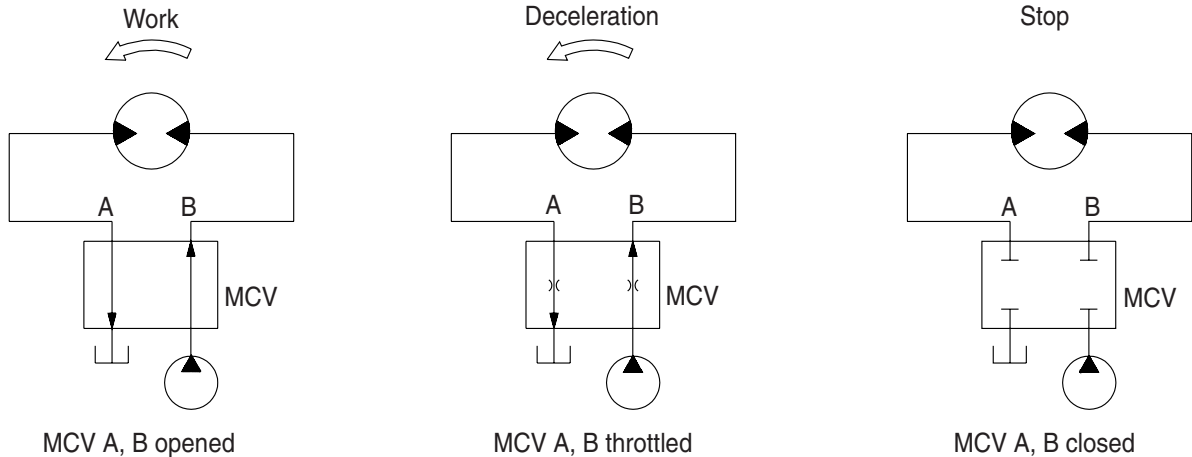 Work
Deceleration
Stop
A B
A B
A B
MCV
MCV
MCV
MCV A, B opened
MCV A, B throttled
MCV A, B closed